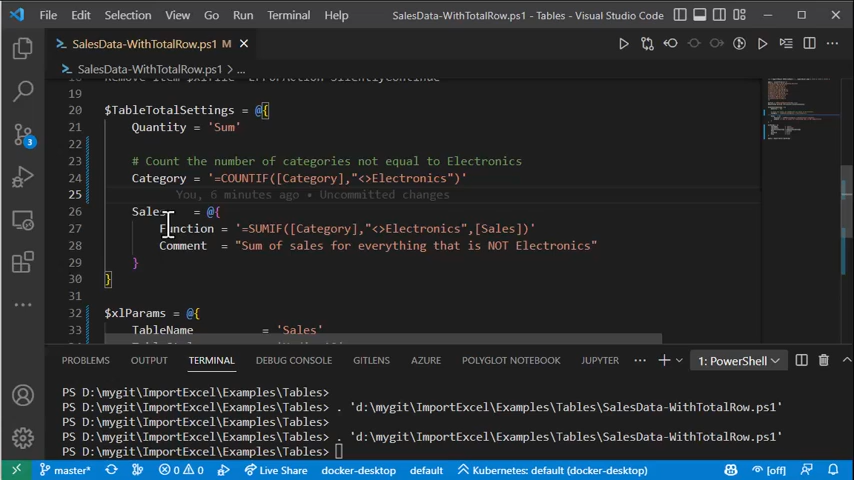 File Edit Selection View Go Run Terminal Help SalesData-WithTotalRow.ps1 - Tables - Visual Studio Code
SalesData-WithTotalRow.ps1 M
SalesData-WithTotalRow.ps1 > ...
19
20 $TableTotalSettings = @{
21 Quantity = 'Sum'
22
23 # Count the number of categories not equal to Electronics
24 Category = '=COUNTIF([Category],"<>Electronics")'
25 You, 6 minutes ago • Uncommitted changes
26 Sales = @{
27 Function = '=SUMIF([Category],"<>Electronics",[Sales])'
28 Comment = "Sum of sales for everything that is NOT Electronics"
29 }
30 }
31
32 $xlParams = @{
33 TableName = 'Sales'
3
PROBLEMS OUTPUT TERMINAL DEBUG CONSOLE GITLENS AZURE POLYGLOT NOTEBOOK JUPYTER ... 1: PowerShell
PS D:\mygit\ImportExcel\Examples\Tables>
PS D:\mygit\ImportExcel\Examples\Tables> . 'd:\mygit\ImportExcel\Examples\Tables\SalesData-WithTotalRow.ps1'
PS D:\mygit\ImportExcel\Examples\Tables>
PS D:\mygit\ImportExcel\Examples\Tables> . 'd:\mygit\ImportExcel\Examples\Tables\SalesData-WithTotalRow.ps1'
PS D:\mygit\ImportExcel\Examples\Tables>
master* 0 0 Live Share docker-desktop default Kubernetes: default (docker-desktop) [off]